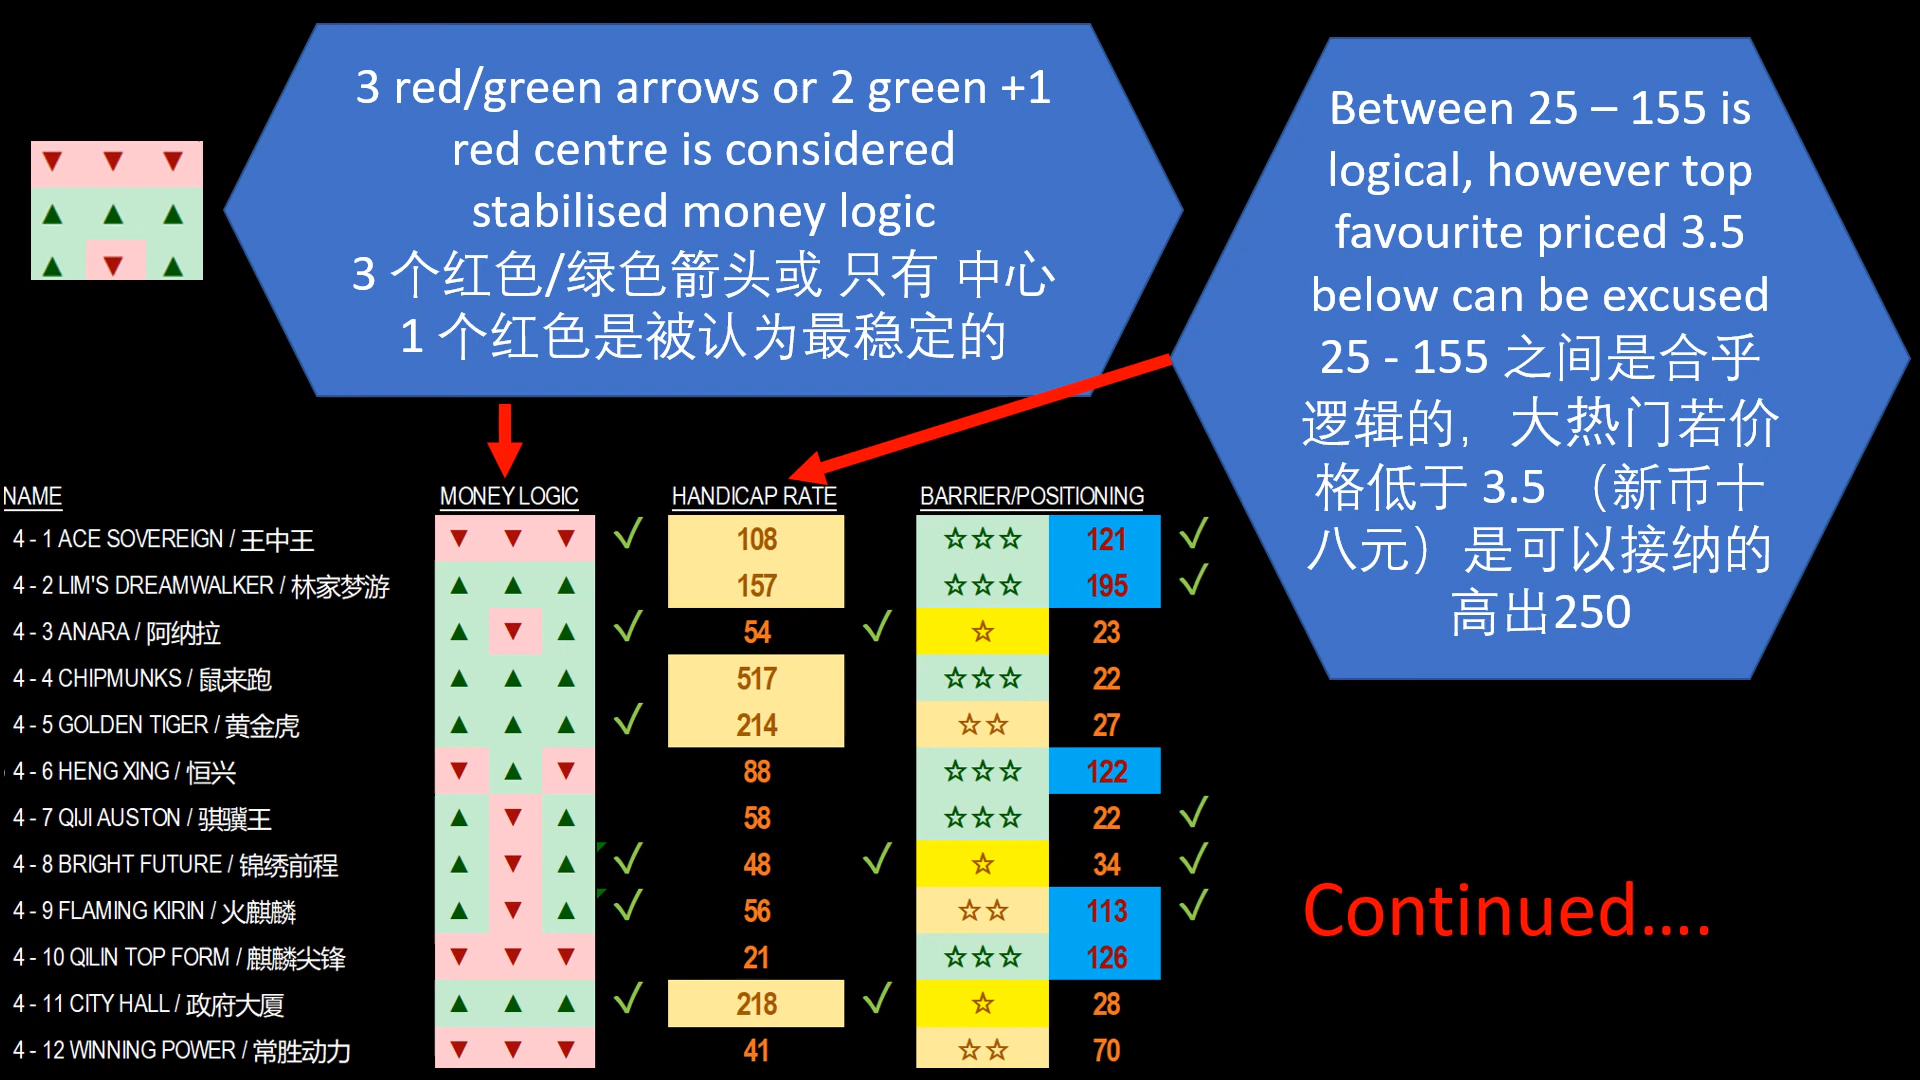 3 red/green arrows or 2 green +1
red centre is considered
stabilised money logic
3 个红色/绿色箭头或 只有 中心
1 个红色是被认为最稳定的
Between 25 – 155 is
logical, however top
favourite priced 3.5
below can be excused
25 - 155 之间是合乎
逻辑的，大热门若价
格低于 3.5 （新币十
八元）是可以接纳的
高出250
NAME MONEY LOGIC HANDICAP RATE BARRIER/POSITIONING
4 - 1 ACE SOVEREIGN / 王中王 ▼ ▼ ▼ ✓ 108 ☆☆☆ 121 ✓
4 - 2 LIM'S DREAMWALKER / 林家梦游 ▲ ▲ ▲ 157 ☆☆☆ 195 ✓
4 - 3 ANARA / 阿纳拉 ▲ ▼ ▲ ✓ 54 ✓ ☆ 23
4 - 4 CHIPMUNKS / 鼠来跑 ▲ ▲ ▲ 517 ☆☆☆ 22
4 - 5 GOLDEN TIGER / 黄金虎 ▲ ▲ ▲ ✓ 214 ☆☆ 27
4 - 6 HENG XING / 恒兴 ▼ ▲ ▼ 88 ☆☆☆ 122
4 - 7 QIJI AUSTON / 骐骥王 ▲ ▼ ▲ 58 ☆☆☆ 22 ✓
4 - 8 BRIGHT FUTURE / 锦绣前程 ▲ ▼ ▲ ✓ 48 ✓ ☆ 34 ✓
4 - 9 FLAMING KIRIN / 火麒麟 ▲ ▼ ▲ ✓ 56 ☆☆ 113 ✓
4 - 10 QILIN TOP FORM / 麒麟尖锋 ▼ ▼ ▼ 21 ☆☆☆ 126
4 - 11 CITY HALL / 政府大厦 ▲ ▲ ▲ ✓ 218 ✓ ☆ 28
4 - 12 WINNING POWER / 常胜动力 ▼ ▼ ▼ 41 ☆☆ 70
Continued....